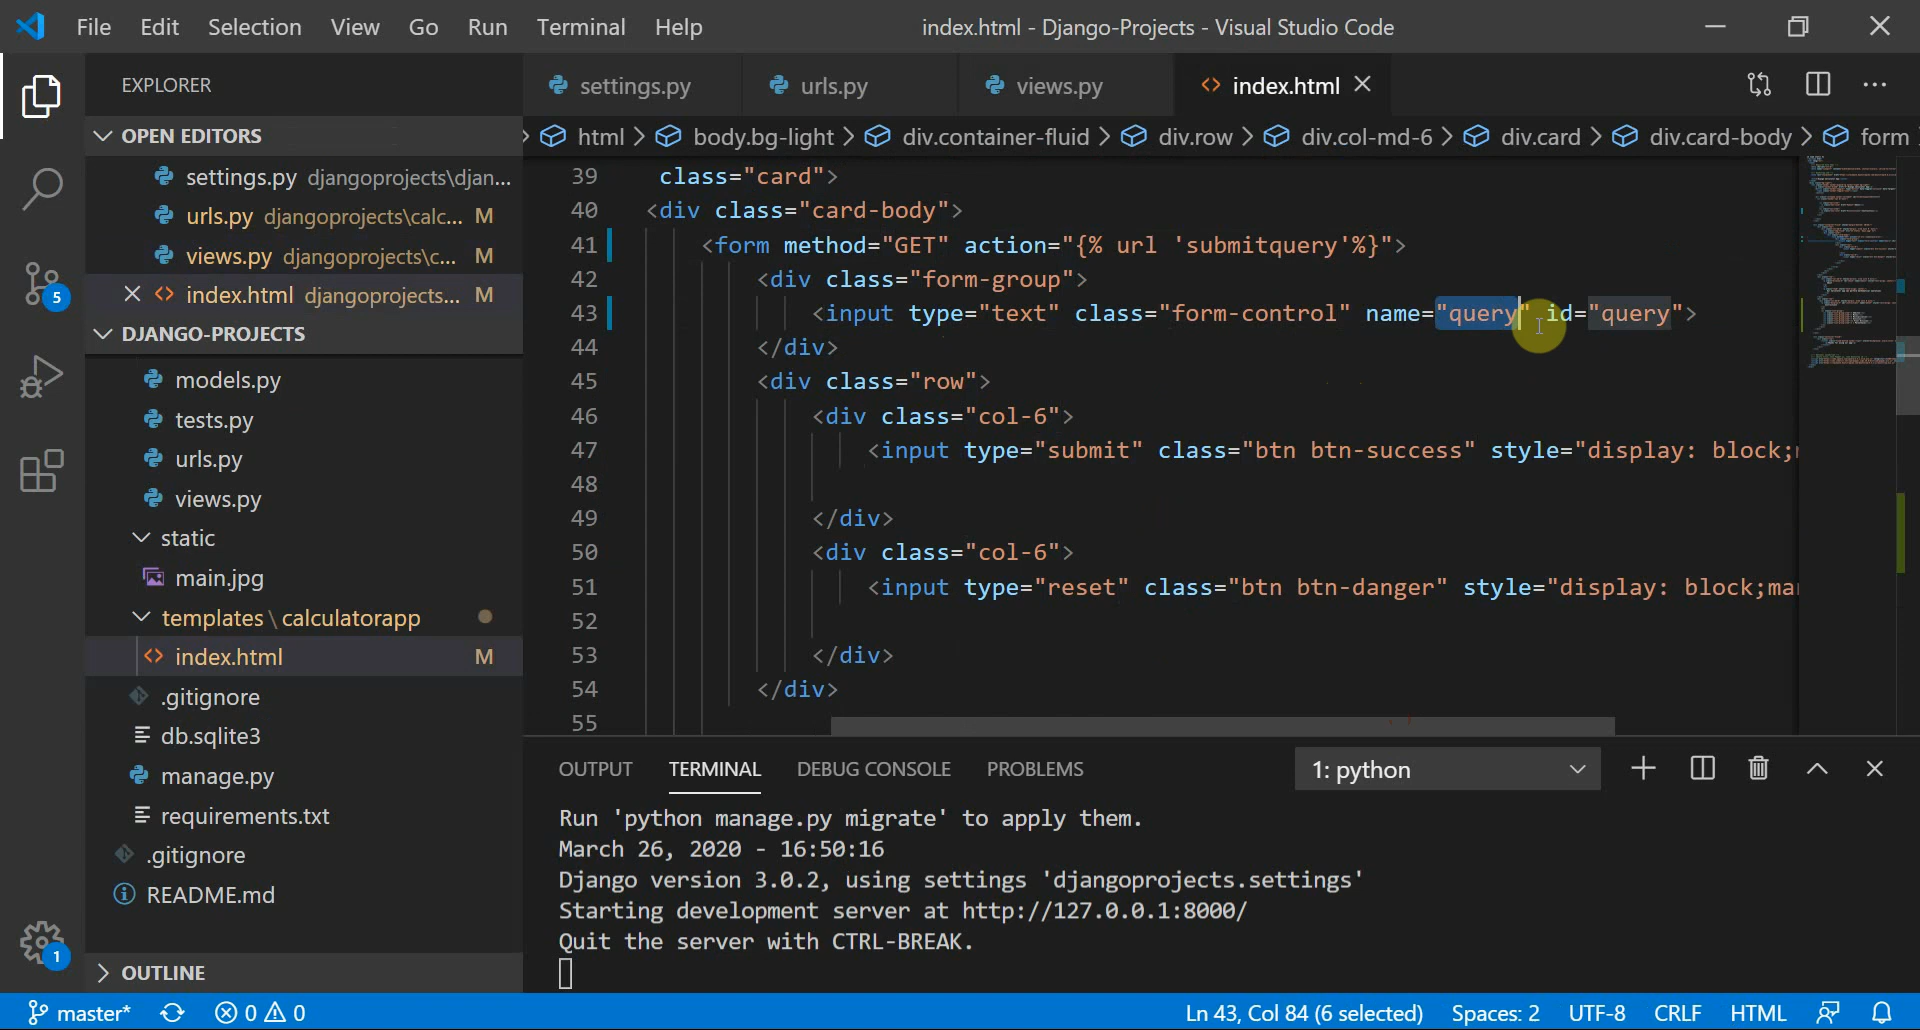 File Edit Selection View Go Run Terminal Help index.html - Django-Projects - Visual Studio Code
EXPLORER
settings.py urls.py views.py <> index.html
OPEN EDITORS
> html > body.bg-light > div.container-fluid > div.row > div.col-md-6 > div.card > div.card-body > form
settings.py djangoprojects\djan...
urls.py djangoprojects\calc... M
views.py djangoprojects\c... M
<> index.html djangoprojects... M
DJANGO-PROJECTS
models.py
tests.py
urls.py
views.py
static
main.jpg
templates \ calculatorapp
<> index.html M
.gitignore
db.sqlite3
manage.py
requirements.txt
.gitignore
README.md
OUTLINE
5
1
39 class="card">
40 <div class="card-body">
41 <form method="GET" action="{% url 'submitquery'%}">
42 <div class="form-group">
43 <input type="text" class="form-control" name="query" id="query">
44 </div>
45 <div class="row">
46 <div class="col-6">
47 <input type="submit" class="btn btn-success" style="display: block;
48
49 </div>
50 <div class="col-6">
51 <input type="reset" class="btn btn-danger" style="display: block;mar
52
53 </div>
54 </div>
55
OUTPUT TERMINAL DEBUG CONSOLE PROBLEMS 1: python
Run 'python manage.py migrate' to apply them.
March 26, 2020 - 16:50:16
Django version 3.0.2, using settings 'djangoprojects.settings'
Starting development server at http://127.0.0.1:8000/
Quit the server with CTRL-BREAK.
master* 0 0 Ln 43, Col 84 (6 selected) Spaces: 2 UTF-8 CRLF HTML